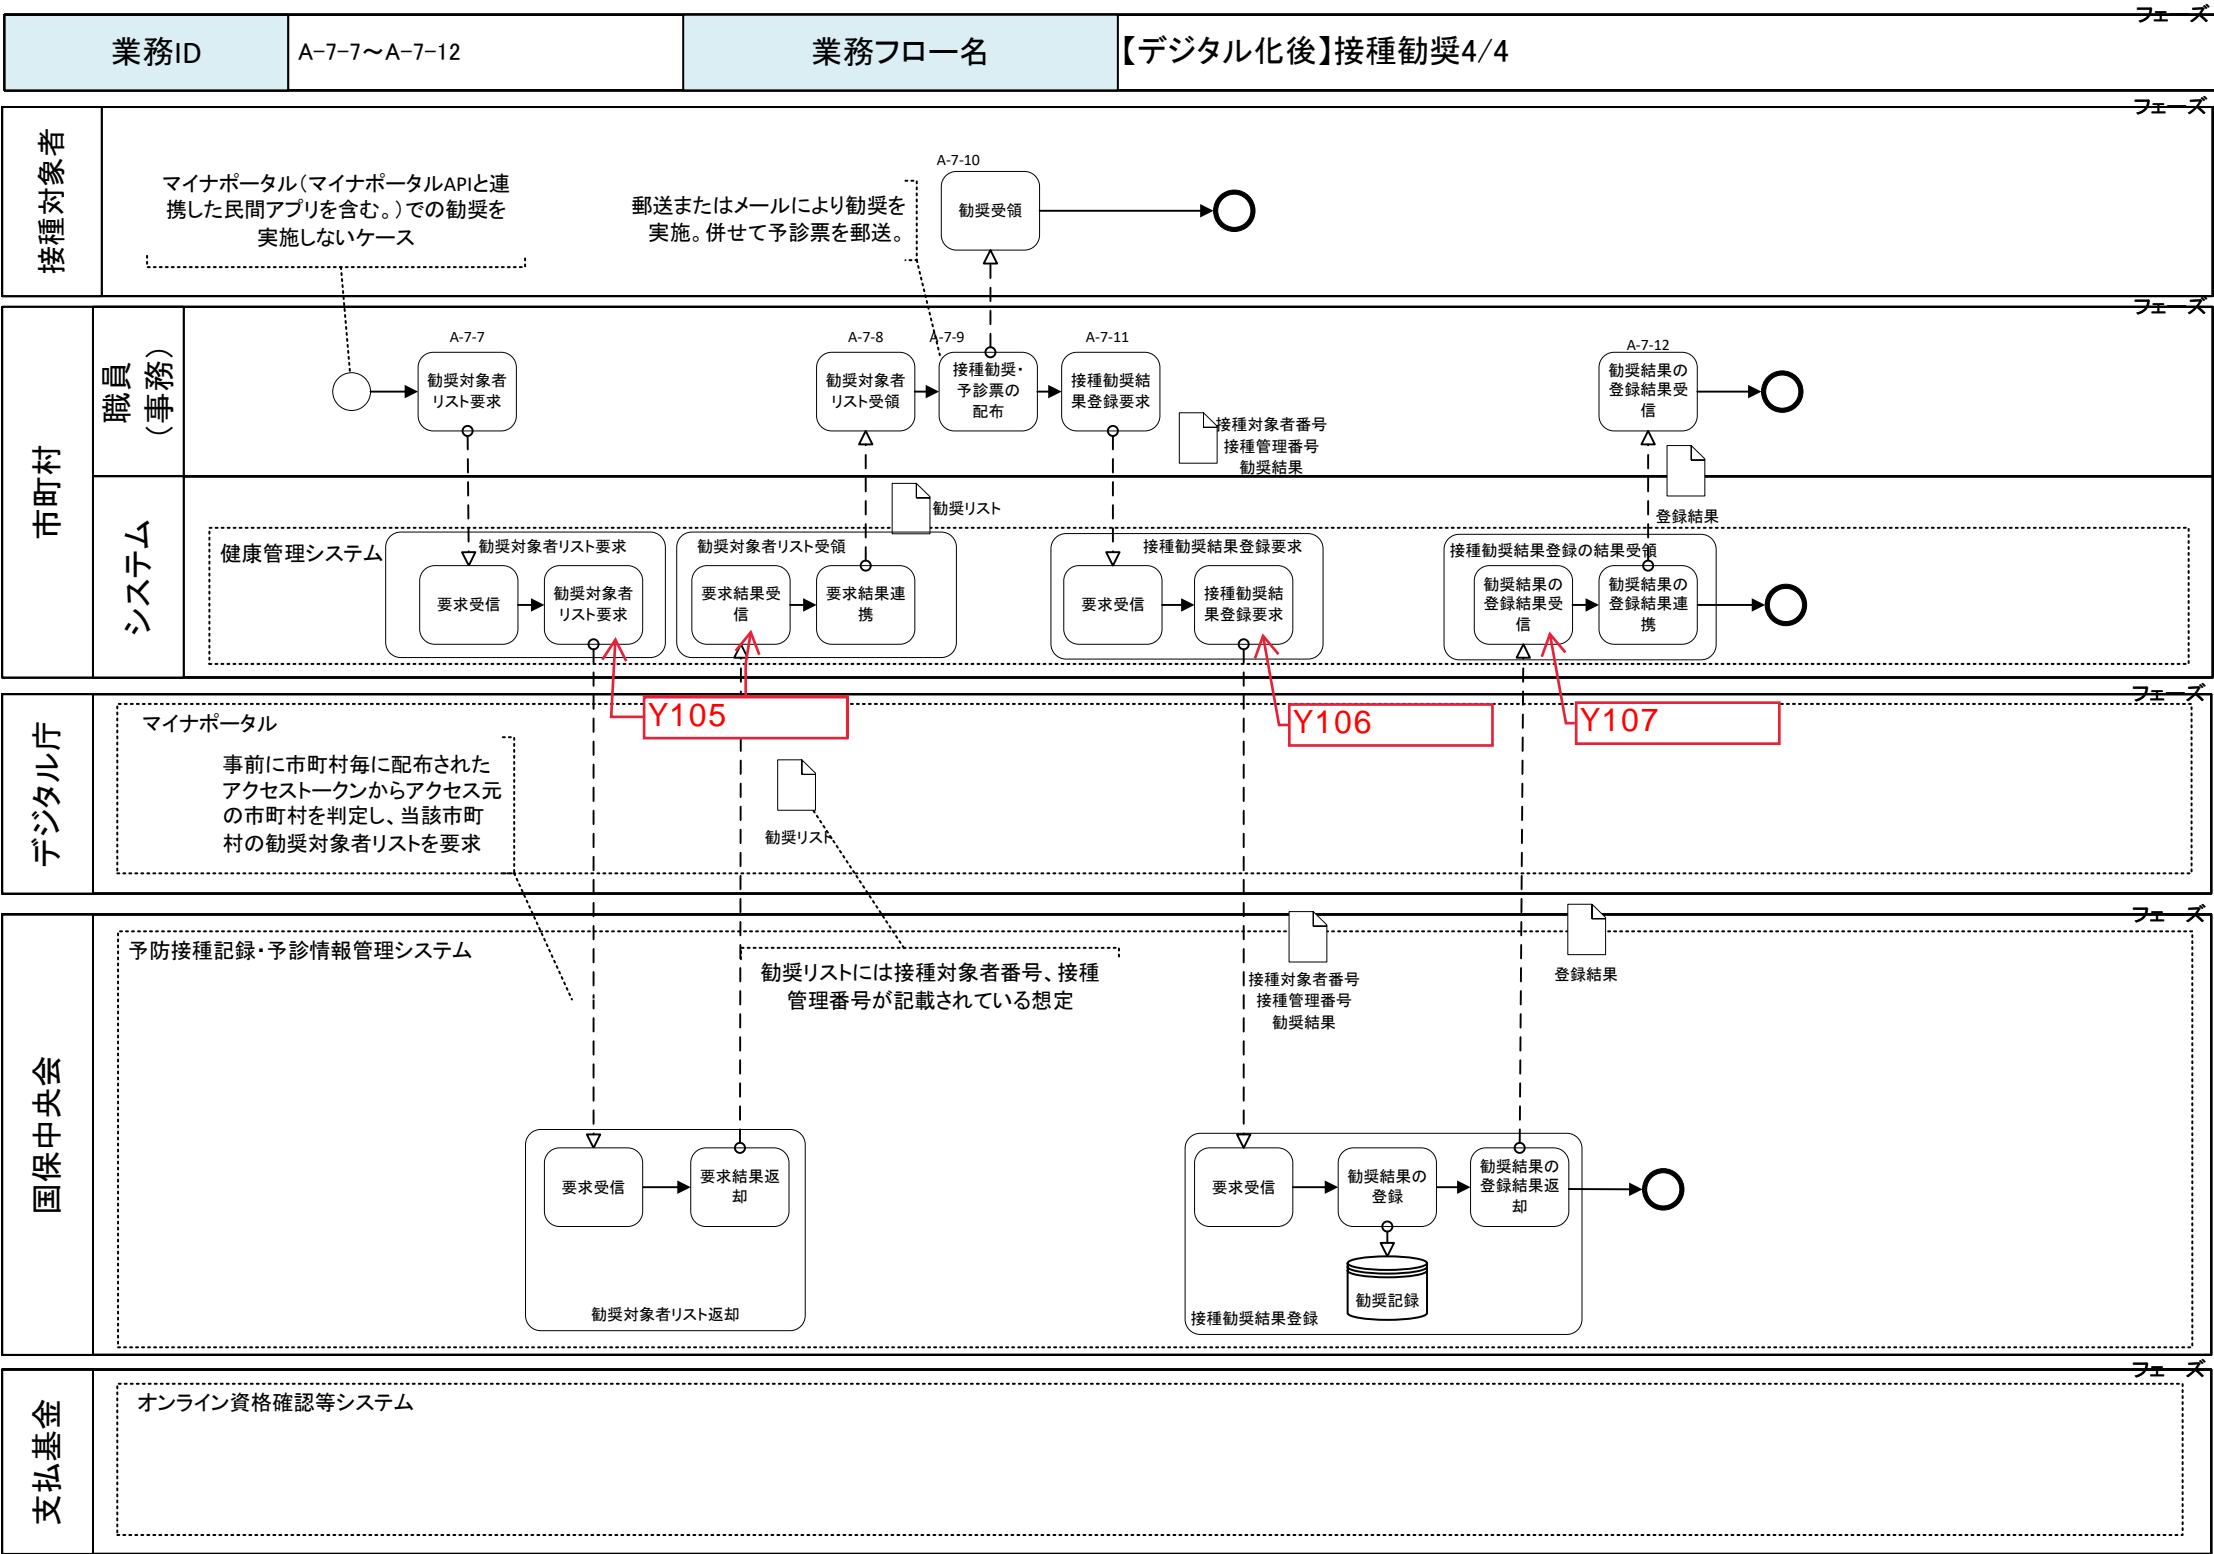 フェーズ
業務ID
A-7-7～A-7-12
業務フロー名
【デジタル化後】接種勧奨4/4
フェーズ
接種対象者
マイナポータル（マイナポータルAPIと連
携した民間アプリを含む。）での勧奨を
実施しないケース
郵送またはメールにより勧奨を
実施。併せて予診票を郵送。
A-7-10
勧奨受領
フェーズ
市町村
職員
（事務）
A-7-7
勧奨対象者
リスト要求
A-7-8
勧奨対象者
リスト受領
A-7-9
接種勧奨・
予診票の
配布
A-7-11
接種勧奨結
果登録要求
接種対象者番号
接種管理番号
勧奨結果
A-7-12
勧奨結果の
登録結果受
信
登録結果
勧奨リスト
システム
健康管理システム
勧奨対象者リスト要求
要求受信
勧奨対象者
リスト要求
勧奨対象者リスト受領
要求結果受
信
要求結果連
携
接種勧奨結果登録要求
要求受信
接種勧奨結
果登録要求
接種勧奨結果登録の結果受領
勧奨結果の
登録結果受
信
勧奨結果の
登録結果連
携
フェーズ
Y105
Y106
Y107
デジタル庁
マイナポータル
事前に市町村毎に配布された
アクセストークンからアクセス元
の市町村を判定し、当該市町
村の勧奨対象者リストを要求
勧奨リスト
フェーズ
国保中央会
予防接種記録・予診情報管理システム
勧奨リストには接種対象者番号、接種
管理番号が記載されている想定
接種対象者番号
接種管理番号
勧奨結果
登録結果
要求受信
要求結果返
却
勧奨対象者リスト返却
要求受信
勧奨結果の
登録
勧奨結果の
登録結果返
却
勧奨記録
接種勧奨結果登録
フェーズ
支払基金
オンライン資格確認等システム